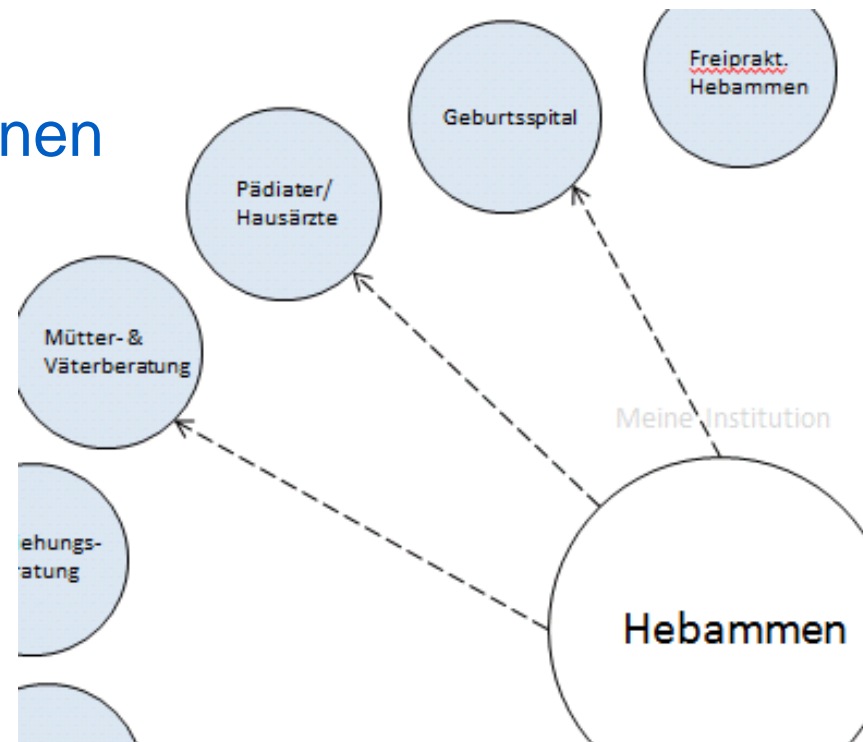 nen
Freiprakt.
Hebammen
Geburtsspital
Pädiater/
Hausärzte
Mütter- &
Väterberatung
Meine Institution
ehungs-
atung
Hebammen